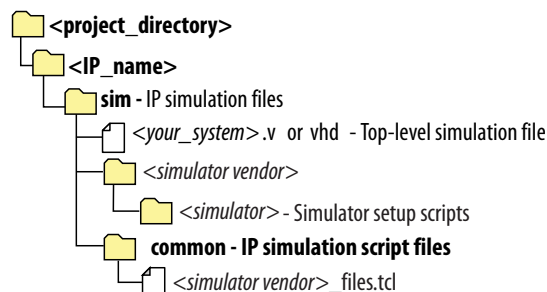 <project_directory>
<IP_name>
sim - IP simulation files
<your_system>.v or vhd - Top-level simulation file
<simulator vendor>
<simulator> - Simulator setup scripts
common - IP simulation script files
<simulator vendor>_files.tcl